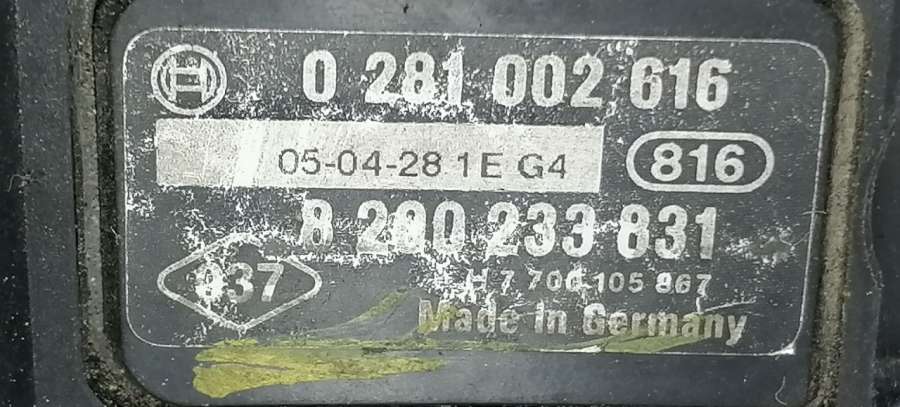 0 281 002 616
05-04-28 1E G4
816
8 200 233 831
837
H 7 700 105 867
Made in Germany